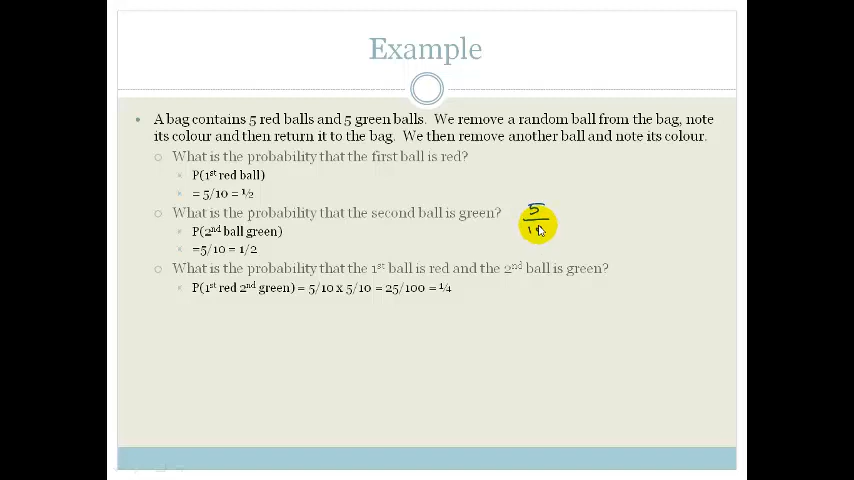 Example
A bag contains 5 red balls and 5 green balls. We remove a random ball from the bag, note
its colour and then return it to the bag. We then remove another ball and note its colour.
What is the probability that the first ball is red?
P(1st red ball)
= 5/10 = ½
What is the probability that the second ball is green?
P(2nd ball green)
=5/10 = 1/2
What is the probability that the 1st ball is red and the 2nd ball is green?
P(1st red 2nd green) = 5/10 x 5/10 = 25/100 = ¼
5